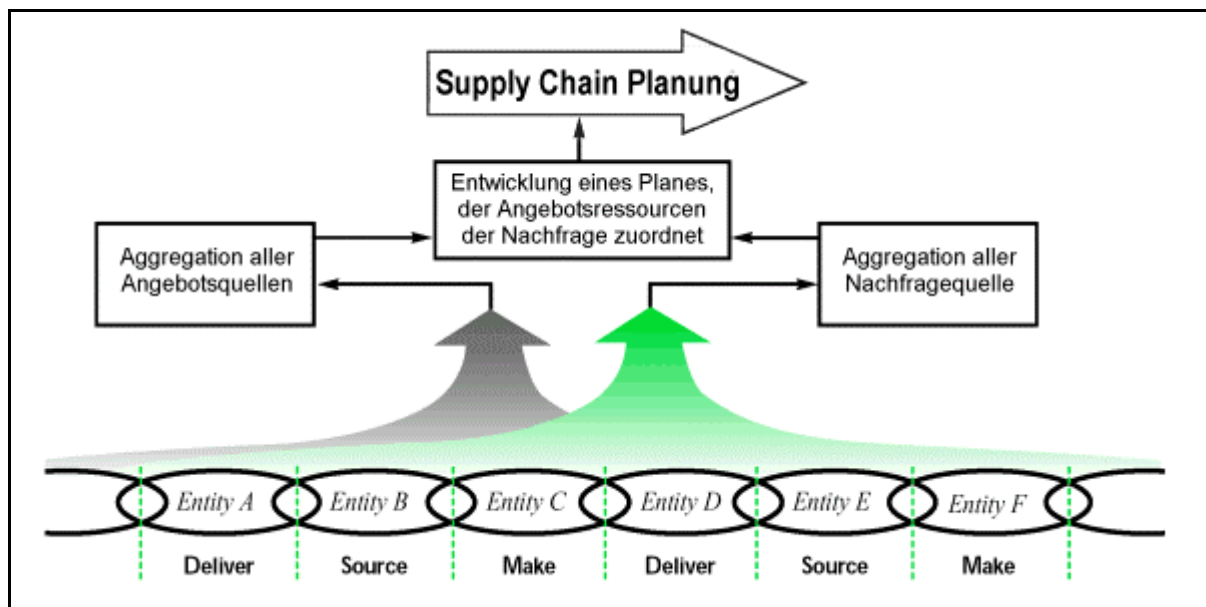 Supply Chain Planung
Entwicklung eines Planes,
der Angebotsressourcen
der Nachfrage zuordnet
Aggregation aller
Angebotsquellen
Aggregation aller
Nachfragequelle
Entity A
Entity B
Entity C
Entity D
Entity E
Entity F
Deliver
Source
Make
Deliver
Source
Make